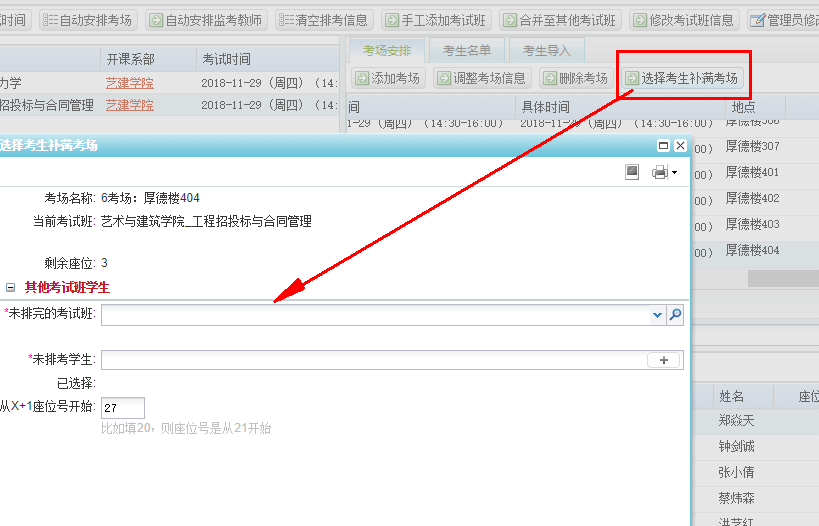 时间 自动安排考场 自动安排监考教师 清空排考信息 手工添加考试班 合并至其他考试班 修改考试班信息 管理员修
考场安排 考生名单 考生导入
开课系部 考试时间
添加考场 调整考场信息 删除考场 选择考生补满考场
力学 艺建学院 2018-11-29（周四）（14:
招投标与合同管理 艺建学院 2018-11-29（周四）（14:
间 具体时间 地点
1-29（周四）（14:30-16:00） 2018-11-29（周四）（14:30-16:00） 厚德楼306
选择考生补满考场
00） 厚德楼307
00） 厚德楼401
00） 厚德楼402
00） 厚德楼403
00） 厚德楼404
考场名称: 6考场：厚德楼404
当前考试班: 艺术与建筑学院_工程招投标与合同管理
剩余座位: 3
其他考试班学生
*未排完的考试班:
*未排考学生: +
已选择:
从X+1座位号开始: 27
比如填20，则座位号是从21开始
姓名 座位
郑焱天
钟剑诚
张小倩
蔡炜森
洪艺红